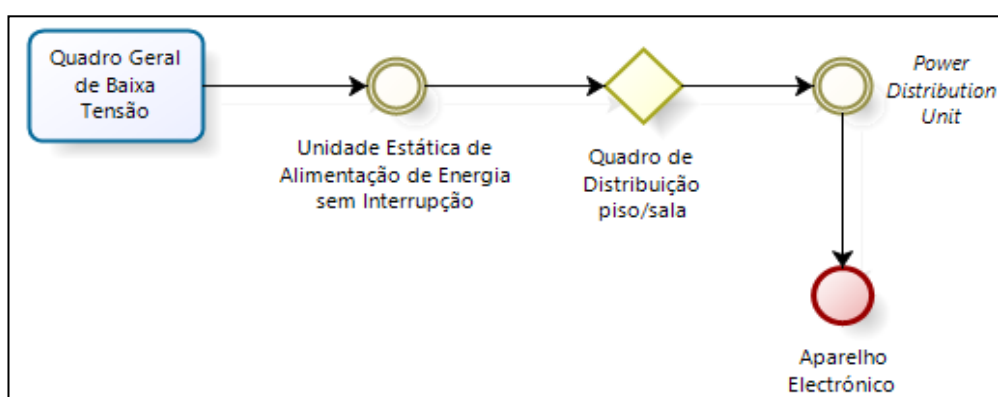 Quadro Geral
de Baixa
Tensão
Unidade Estática de
Alimentação de Energia
sem Interrupção
Quadro de
Distribuição
piso/sala
Power
Distribution
Unit
Aparelho
Electrónico